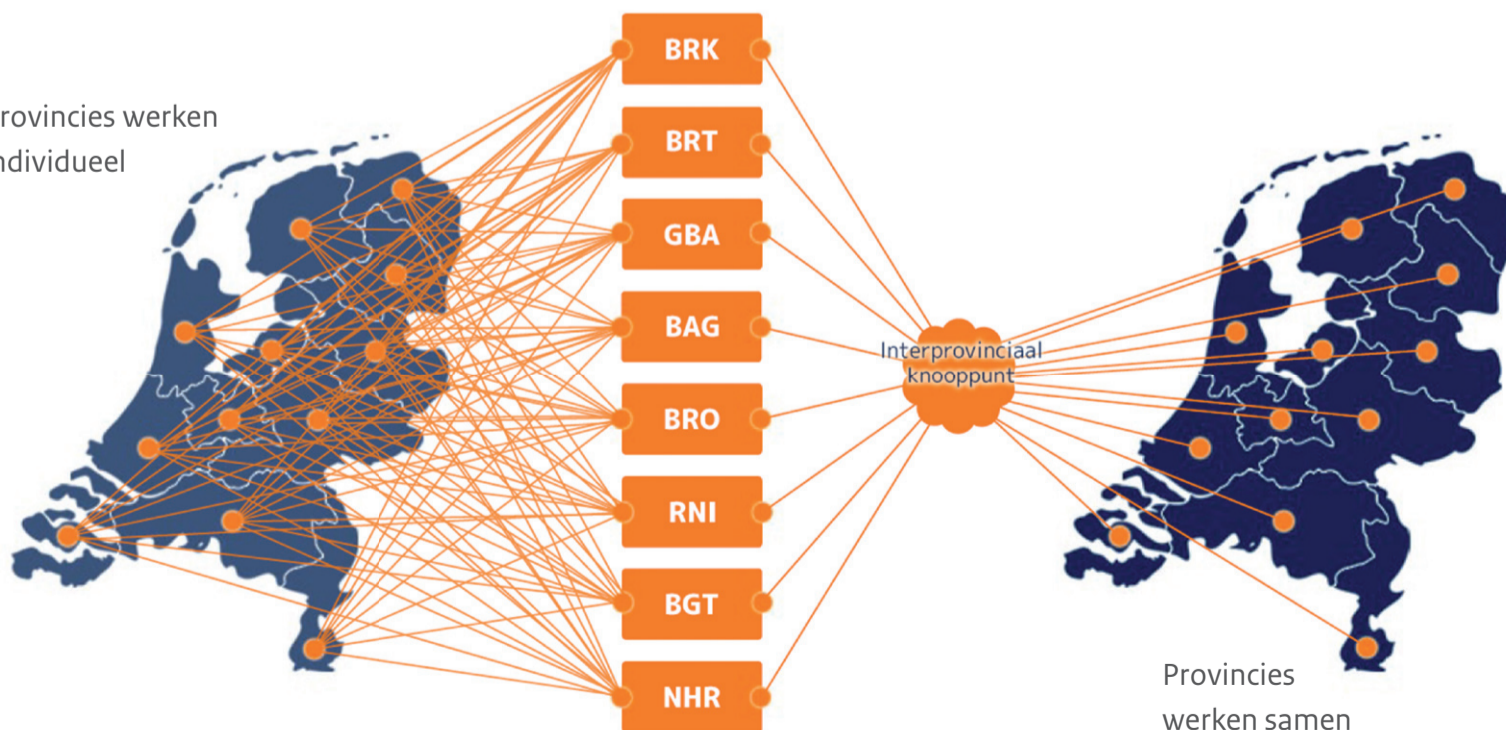 rovincies werken
ndividueel
BRK
BRT
GBA
BAG
BRO
RNI
BGT
NHR
Interprovinciaal
knooppunt
Provincies
werken samen